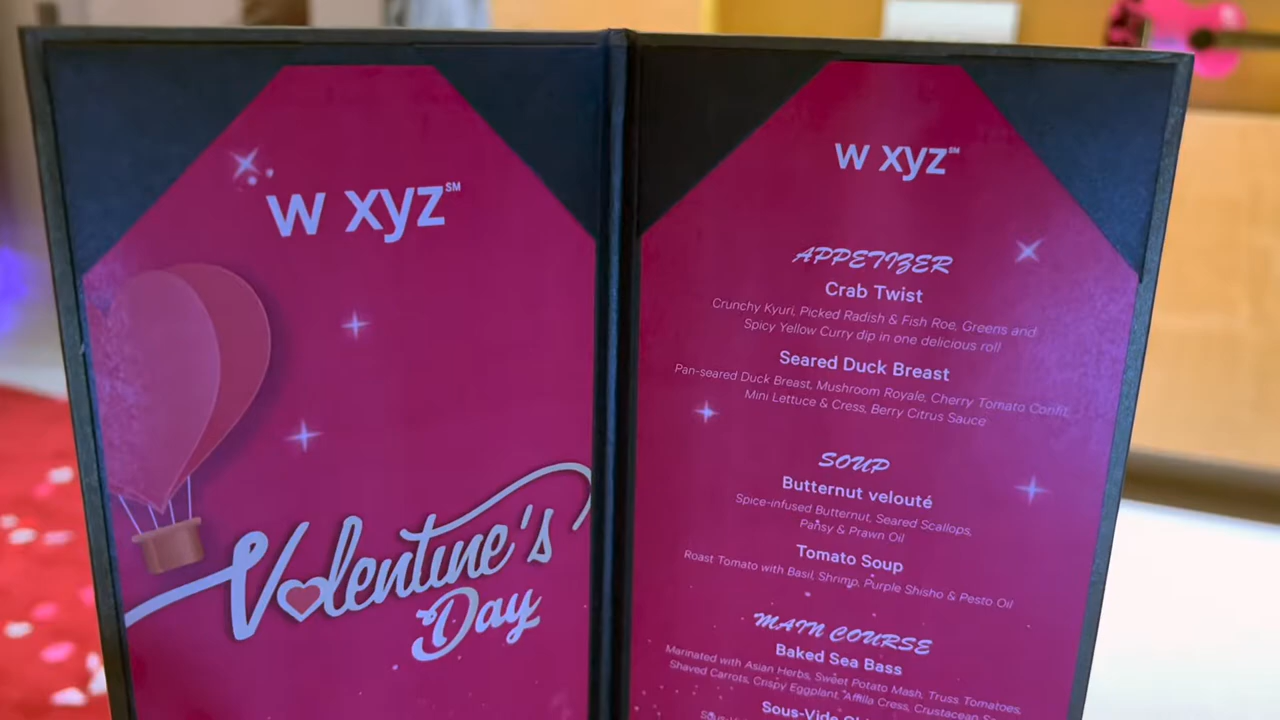 w xyz℠
Valentine's
Day
w xyz℠
APPETIZER
Crab Twist
Crunchy Kyuri, Picked Radish & Fish Roe, Greens and
Spicy Yellow Curry dip in one delicious roll
Seared Duck Breast
Pan-seared Duck Breast, Mushroom Royale, Cherry Tomato Confit,
Mini Lettuce & Cress, Berry Citrus Sauce
SOUP
Butternut velouté
Spice-infused Butternut, Seared Scallops,
Pansy & Prawn Oil
Tomato Soup
Roast Tomato with Basil, Shrimp, Purple Shisho & Pesto Oil
MAIN COURSE
Baked Sea Bass
Marinated with Asian Herbs, Sweet Potato Mash, Truss Tomatoes,
Shaved Carrots, Crispy Eggplant, Affilla Cress, Crustacean
Sous-Vide